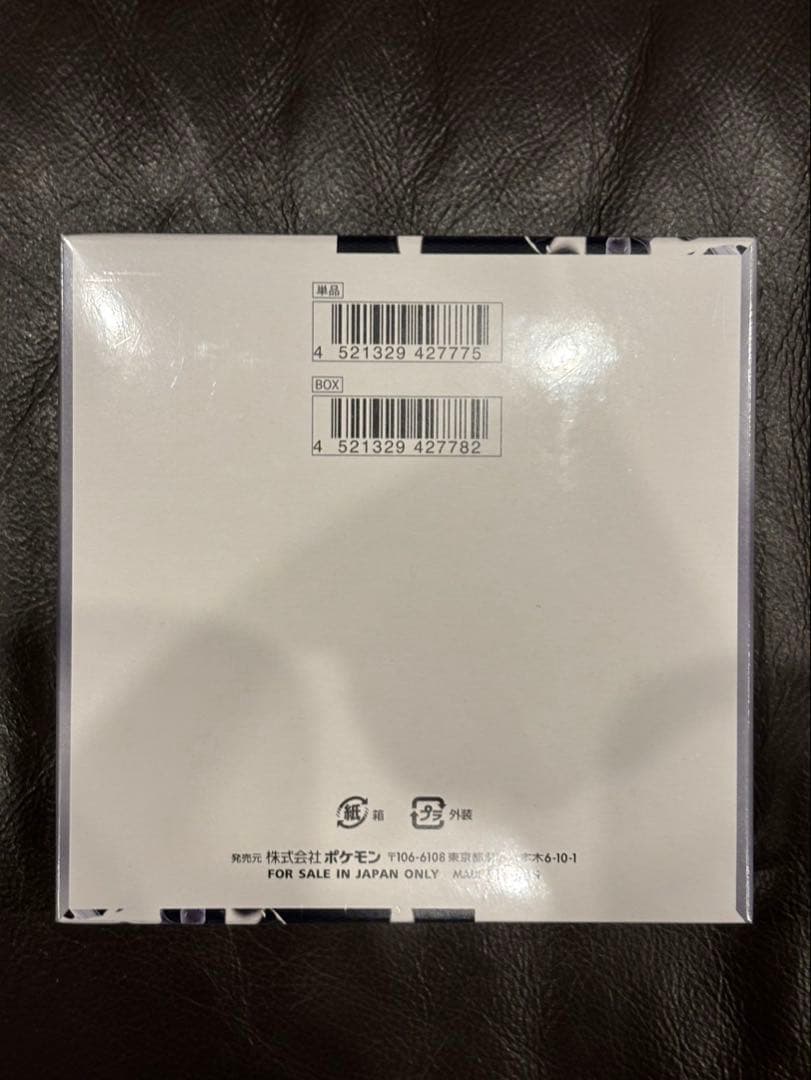 単品
4 521329 427775
BOX
4 521329 427782
紙 箱 プラ 外装
発売元 株式会社ポケモン 〒106-6108 東京都 木6-10-1
FOR SALE IN JAPAN ONLY